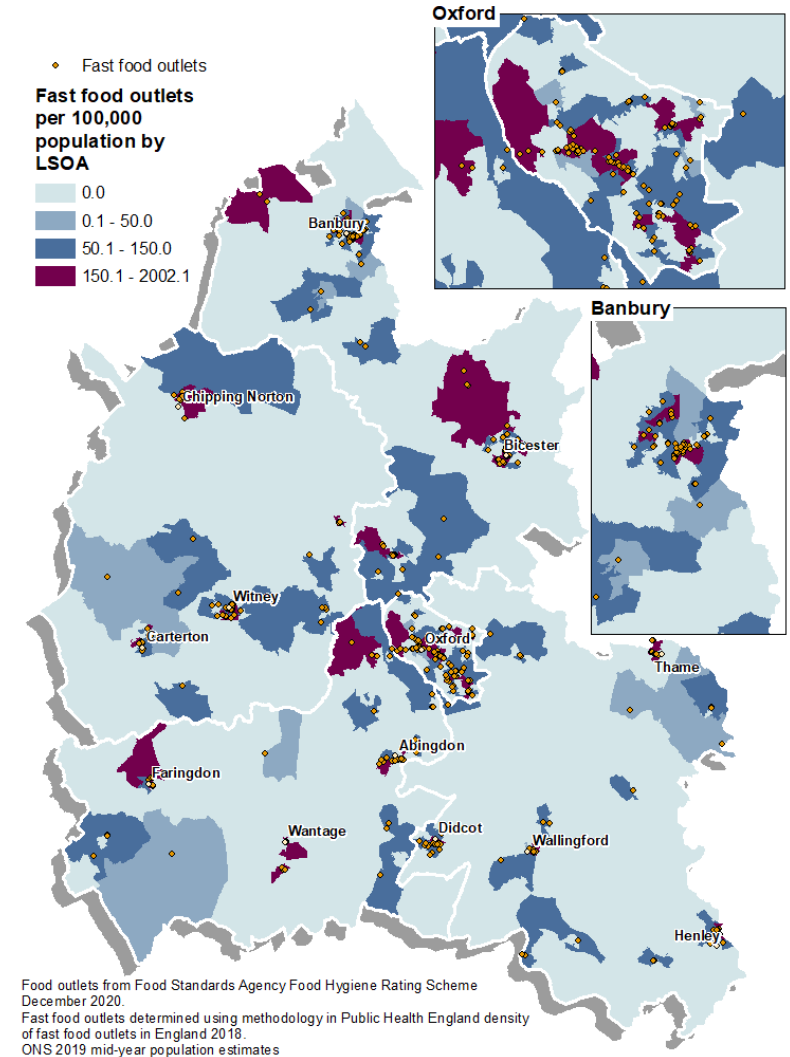 Oxford
Fast food outlets
Fast food outlets
per 100,000
population by
LSOA
0.0
0.1 - 50.0
50.1 - 150.0
150.1 - 2002.1
Banbury
Banbury
Chipping Norton
Bicester
Witney
Carterton
Oxford
Thame
Abingdon
Faringdon
Wantage
Didcot
Wallingford
Henley
Food outlets from Food Standards Agency Food Hygiene Rating Scheme
December 2020.
Fast food outlets determined using methodology in Public Health England density
of fast food outlets in England 2018.
ONS 2019 mid-year population estimates